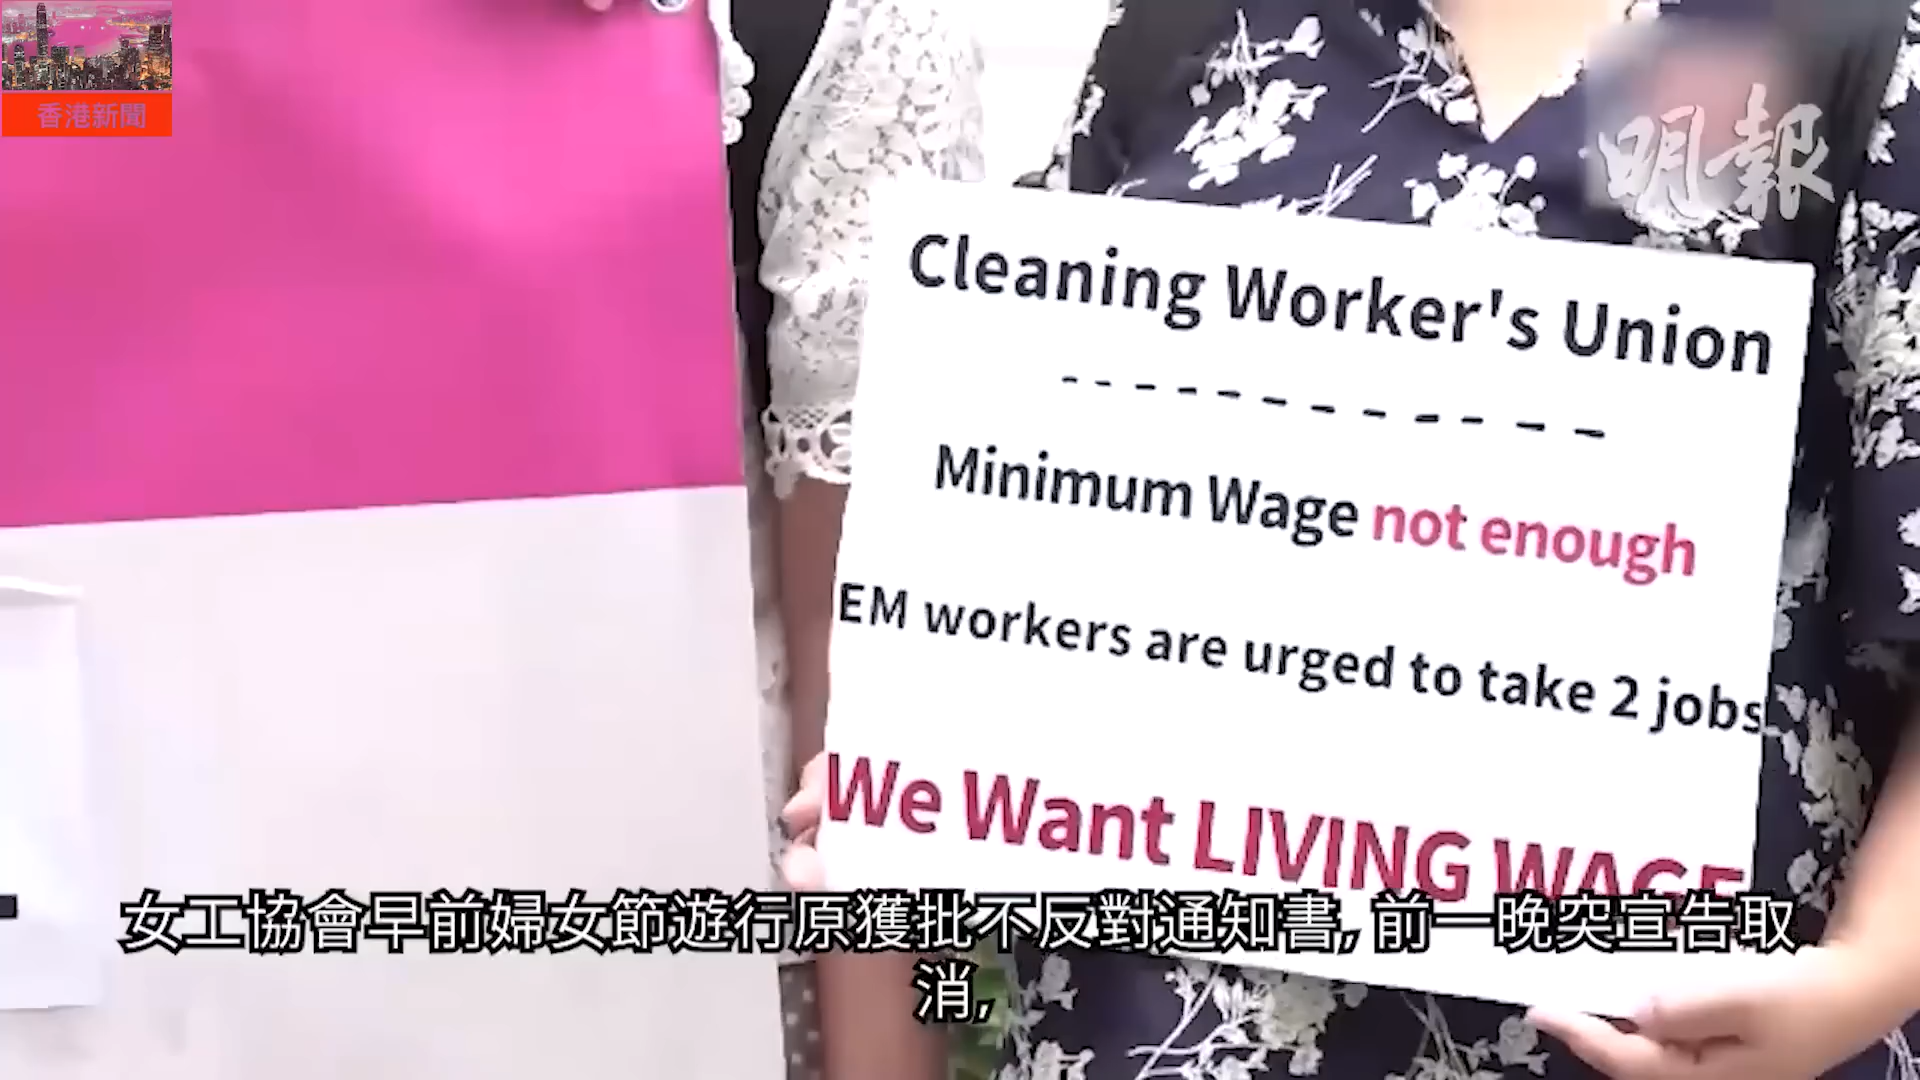 香港新聞
明報
Cleaning Worker's Union
------------
Minimum Wage not enough
EM workers are urged to take 2 jobs
We Want LIVING WAGE
女工協會早前婦女節遊行原獲批不反對通知書, 前一晚突宣告取
消,